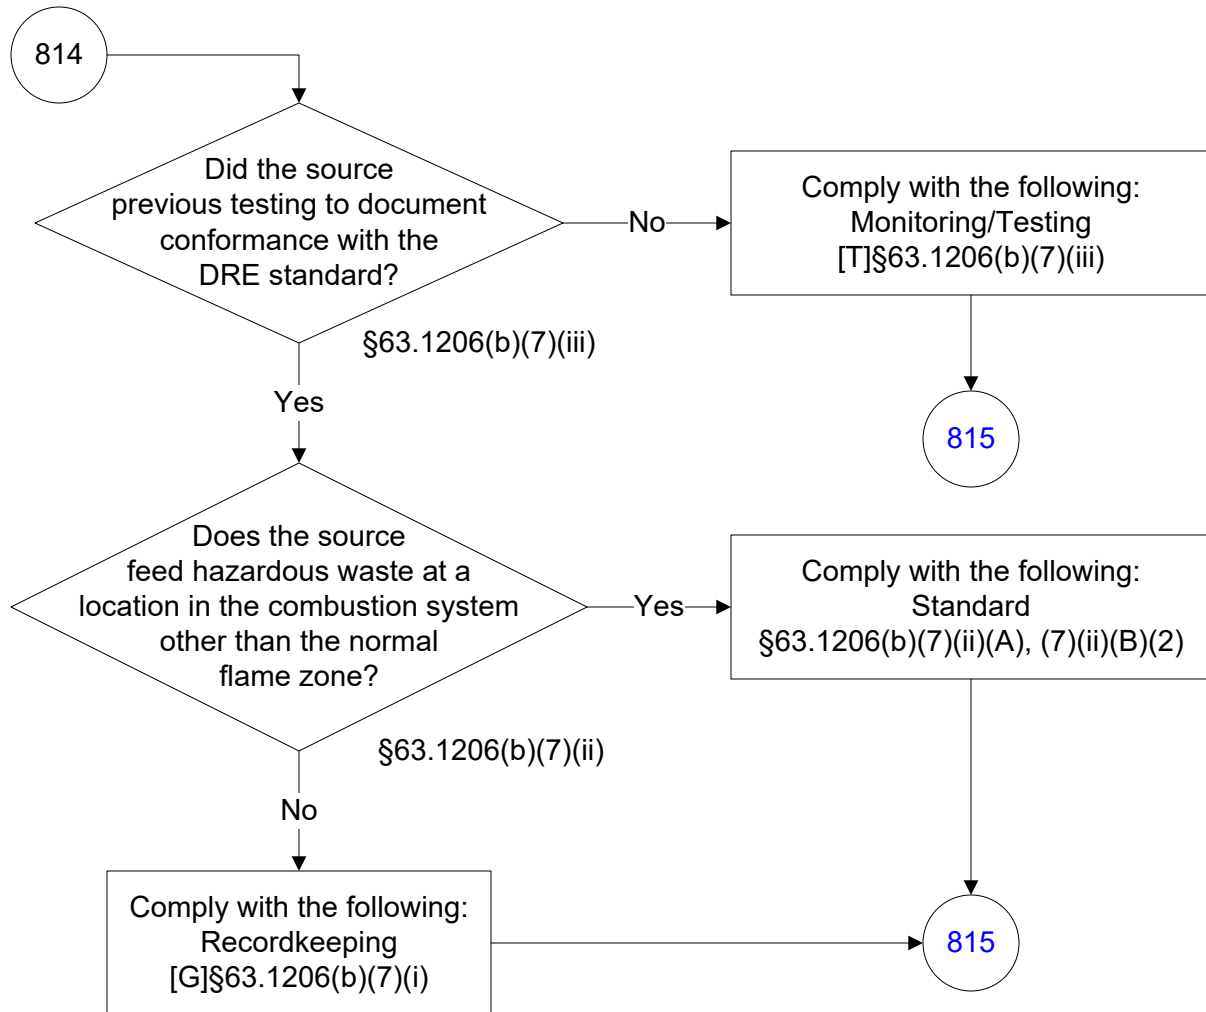 814
Did the source
previous testing to document
conformance with the
DRE standard?
§63.1206(b)(7)(iii)
No
Comply with the following:
Monitoring/Testing
[T]§63.1206(b)(7)(iii)
815
Yes
Does the source
feed hazardous waste at a
location in the combustion system
other than the normal
flame zone?
§63.1206(b)(7)(ii)
Yes
Comply with the following:
Standard
§63.1206(b)(7)(ii)(A), (7)(ii)(B)(2)
No
Comply with the following:
Recordkeeping
[G]§63.1206(b)(7)(i)
815